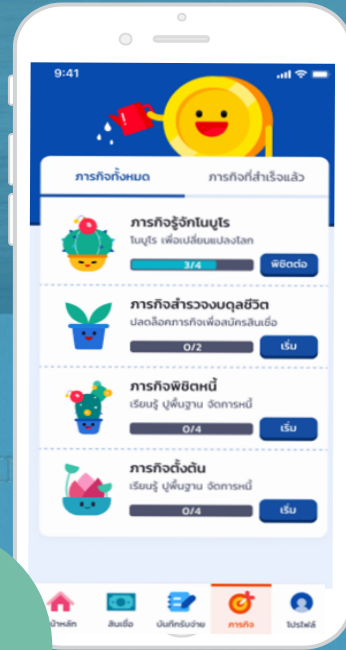 9:41
ภารกิจทั้งหมด
ภารกิจที่สำเร็จแล้ว
ภารกิจรู้จักโนบูโร
โนบูโร เพื่อเปลี่ยนแปลงโลก
3/4
พิชิตต่อ
ภารกิจสำรวจงบดุลชีวิต
ปลดล็อคภารกิจเพื่อสมัครสินเชื่อ
0/2
เริ่ม
ภารกิจพิชิตหนี้
เรียนรู้ ปูพื้นฐาน จัดการหนี้
0/4
เริ่ม
ภารกิจตั้งต้น
เรียนรู้ ปูพื้นฐาน จัดการหนี้
0/4
เริ่ม
สินเชื่อ
บันทึกรับจ่าย
ภารกิจ
โปรไฟล์